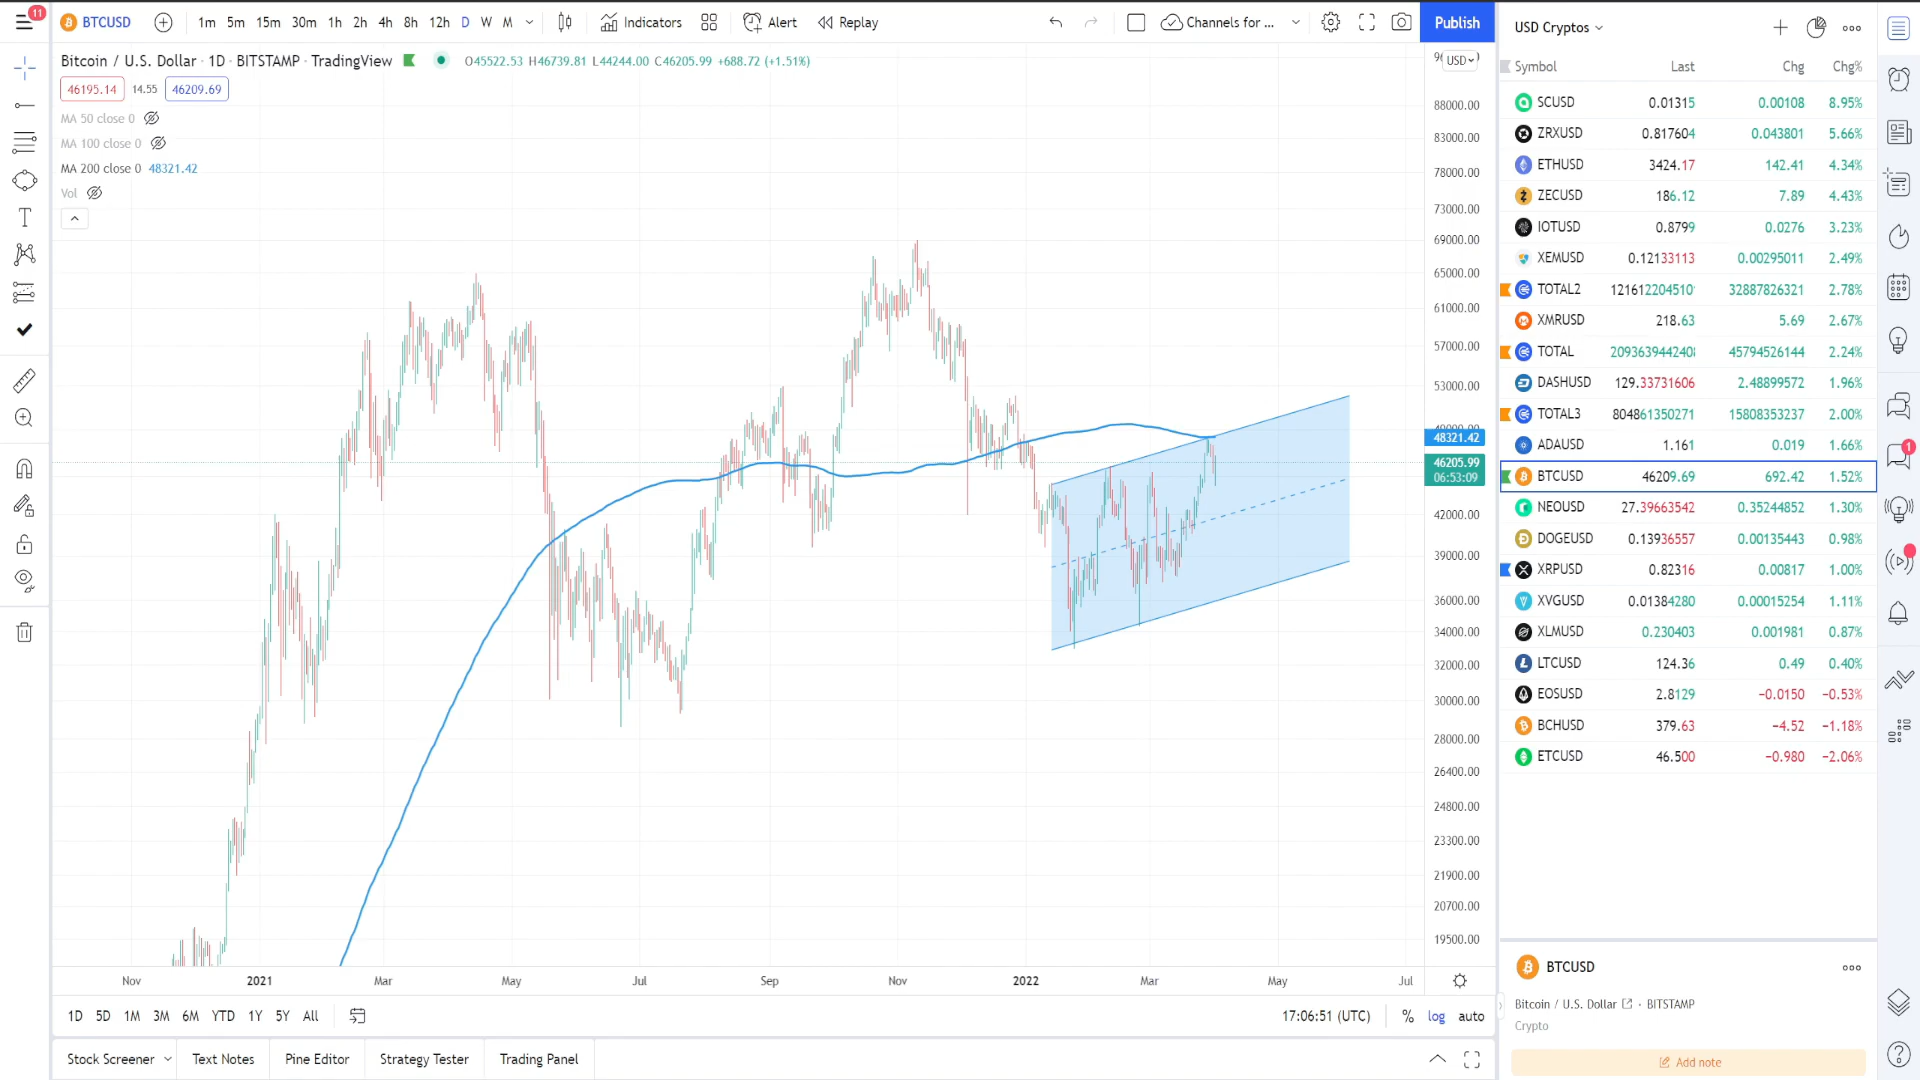 11
BTCUSD 1m 5m 15m 30m 1h 2h 4h 8h 12h D W M Indicators Alert Replay Channels for ... Publish
Bitcoin / U.S. Dollar · 1D · BITSTAMP · TradingView O45522.53 H46739.81 L44244.00 C46205.99 +688.72 (+1.51%)
46195.14 14.55 46209.69
MA 50 close 0
MA 100 close 0
MA 200 close 0 48321.42
Vol
USD
88000.00
83000.00
78000.00
73000.00
69000.00
65000.00
61000.00
57000.00
53000.00
48321.42
46205.99
06:53:09
42000.00
39000.00
36000.00
34000.00
32000.00
30000.00
28000.00
26400.00
24800.00
23300.00
21900.00
20700.00
19500.00
Nov 2021 Mar May Jul Sep Nov 2022 Mar May Jul
1D 5D 1M 3M 6M YTD 1Y 5Y All 17:06:51 (UTC) % log auto
Stock Screener Text Notes Pine Editor Strategy Tester Trading Panel
USD Cryptos
Symbol Last Chg Chg%
SCUSD 0.01315 0.00108 8.95%
ZRXUSD 0.817604 0.043801 5.66%
ETHUSD 3424.17 142.41 4.34%
ZECUSD 186.12 7.89 4.43%
IOTUSD 0.8799 0.0276 3.23%
XEMUSD 0.12133113 0.00295011 2.49%
TOTAL2 121612204510 32887826321 2.78%
XMRUSD 218.63 5.69 2.67%
TOTAL 209363944240 45794526144 2.24%
DASHUSD 129.33731606 2.48899572 1.96%
TOTAL3 804861350271 15808353237 2.00%
ADAUSD 1.161 0.019 1.66%
BTCUSD 46209.69 692.42 1.52%
NEOUSD 27.39663542 0.35244852 1.30%
DOGEUSD 0.13936557 0.00135443 0.98%
XRPUSD 0.82316 0.00817 1.00%
XVGUSD 0.01384280 0.00015254 1.11%
XLMUSD 0.230403 0.001981 0.87%
LTCUSD 124.36 0.49 0.40%
EOSUSD 2.8129 −0.0150 −0.53%
BCHUSD 379.63 −4.52 −1.18%
ETCUSD 46.500 −0.980 −2.06%
BTCUSD
Bitcoin / U.S. Dollar · BITSTAMP
Crypto
Add note
1